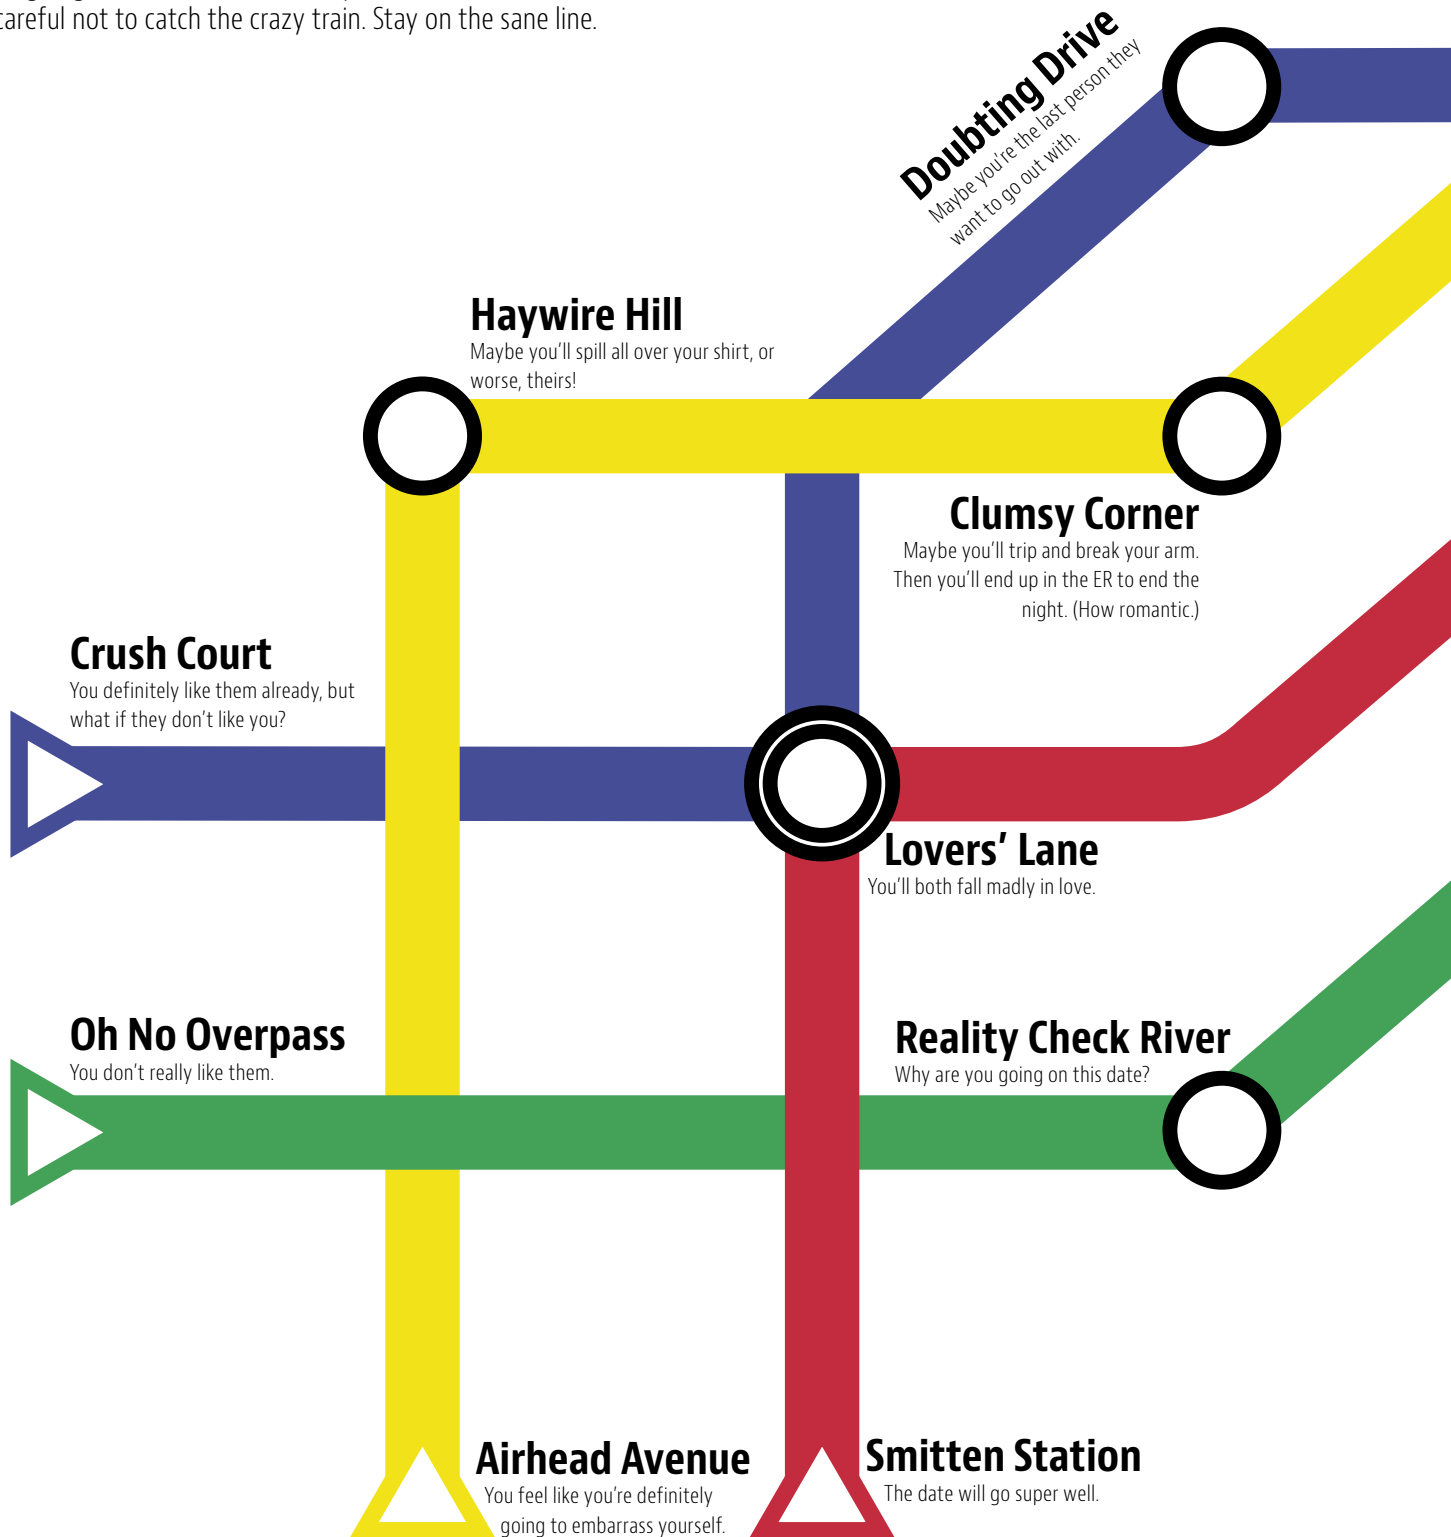 careful not to catch the crazy train. Stay on the sane line.
Doubting Drive
Maybe you're the last person they
want to go out with.
Haywire Hill
Maybe you'll spill all over your shirt, or
worse, theirs!
Clumsy Corner
Maybe you'll trip and break your arm.
Then you'll end up in the ER to end the
night. (How romantic.)
Crush Court
You definitely like them already, but
what if they don't like you?
Lovers' Lane
You'll both fall madly in love.
Oh No Overpass
You don't really like them.
Reality Check River
Why are you going on this date?
Airhead Avenue
You feel like you're definitely
going to embarrass yourself.
Smitten Station
The date will go super well.